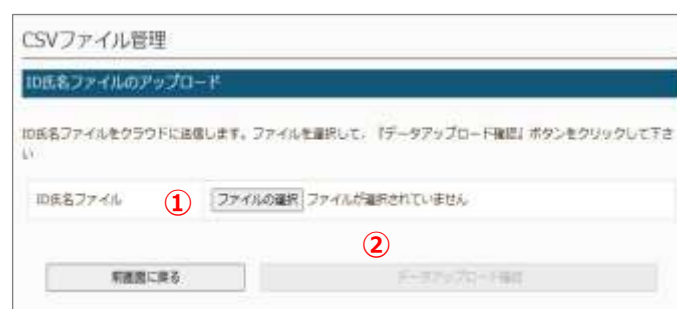 CSVファイル管理
ID氏名ファイルのアップロード
ID氏名ファイルをクラウドに送信します。ファイルを選択して、『データアップロード確認』ボタンをクリックして下さ
い
ID氏名ファイル ① ファイルの選択 ファイルが選択されていません
②
前画面に戻る データアップロード確認